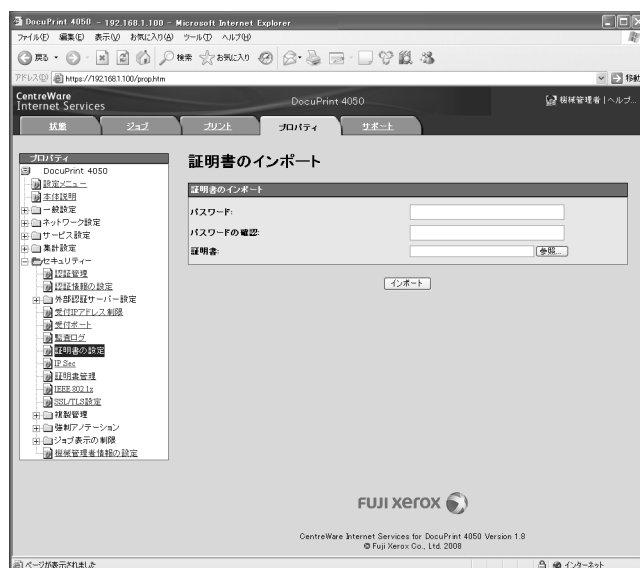 DocuPrint 4050 - 192.168.1.100 - Microsoft Internet Explorer
ファイル(F) 編集(E) 表示(V) お気に入り(A) ツール(T) ヘルプ(H)
戻る 検索 お気に入り
アドレス(D) https://192.168.1.100/prop.htm 移動
CentreWare
Internet Services
DocuPrint 4050
機械管理者 | ヘルプ...
状態 ジョブ プリント プロパティ サポート
プロパティ
DocuPrint 4050
設定メニュー
本体説明
一般設定
ネットワーク設定
サービス設定
集計設定
セキュリティー
認証管理
認証情報の設定
外部認証サーバー設定
受付IPアドレス制限
受付ポート
監査ログ
証明書の設定
IP Sec
証明書管理
IEEE 802.1x
SSL/TLS設定
複製管理
強制アノテーション
ジョブ表示の制限
機械管理者情報の設定
証明書のインポート
証明書のインポート
パスワード:
パスワードの確認:
証明書: 参照...
インポート
FUJI XEROX
CentreWare Internet Services for DocuPrint 4050 Version 1.8
© Fuji Xerox Co., Ltd. 2008
ページが表示されました インターネット